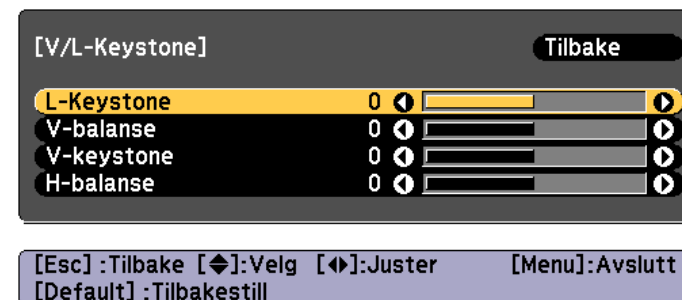 [V/L-Keystone] Tilbake
L-Keystone 0
V-balanse 0
V-keystone 0
H-balanse 0
[Esc] :Tilbake [◆]:Velg [◆]:Juster [Menu]:Avslutt
[Default] :Tilbakestill